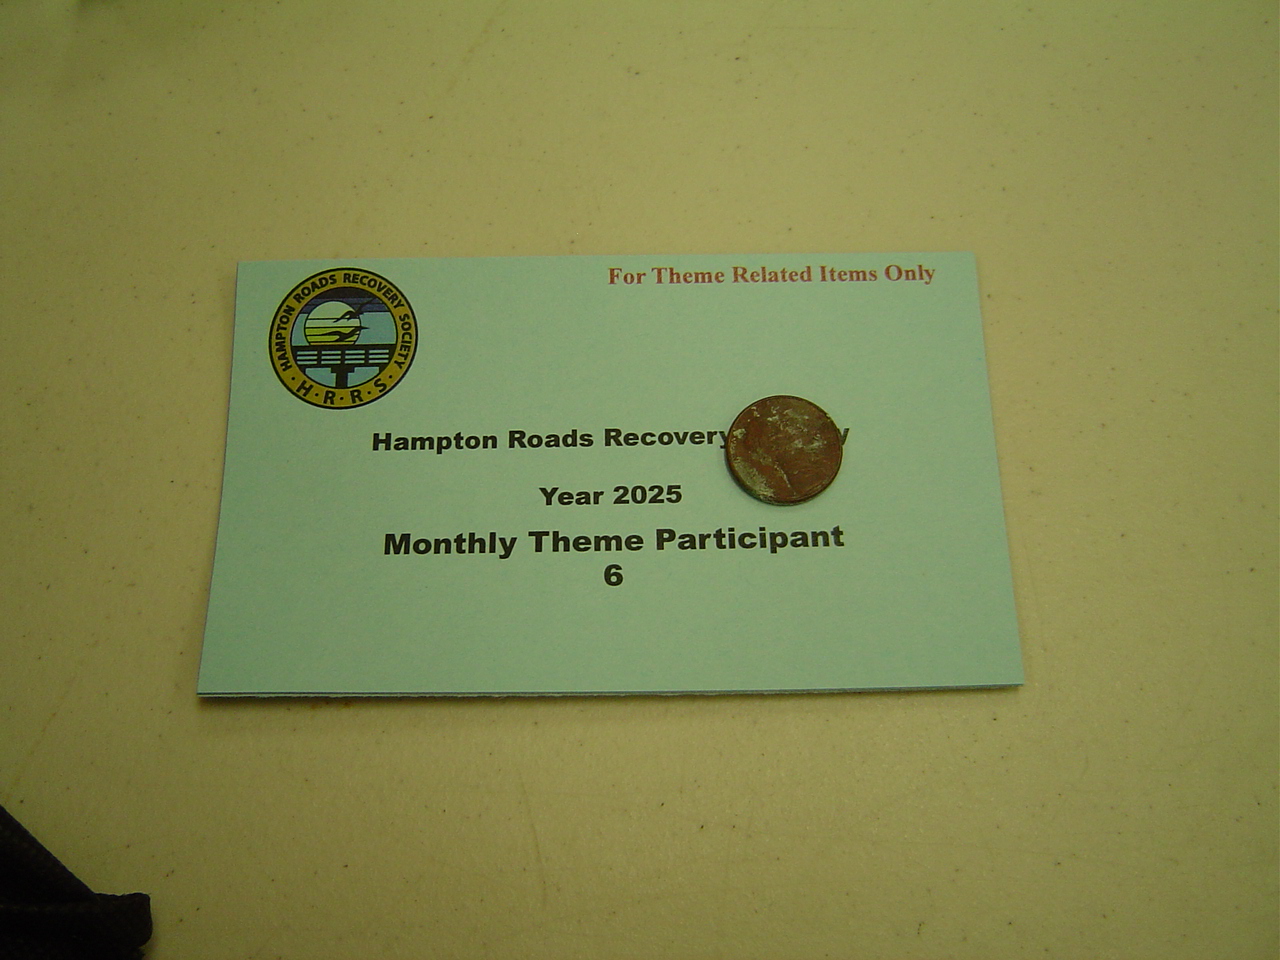 For Theme Related Items Only
HAMPTON ROADS RECOVERY SOCIETY
H·R·R·S·
Hampton Roads Recovery
Year 2025
Monthly Theme Participant
6